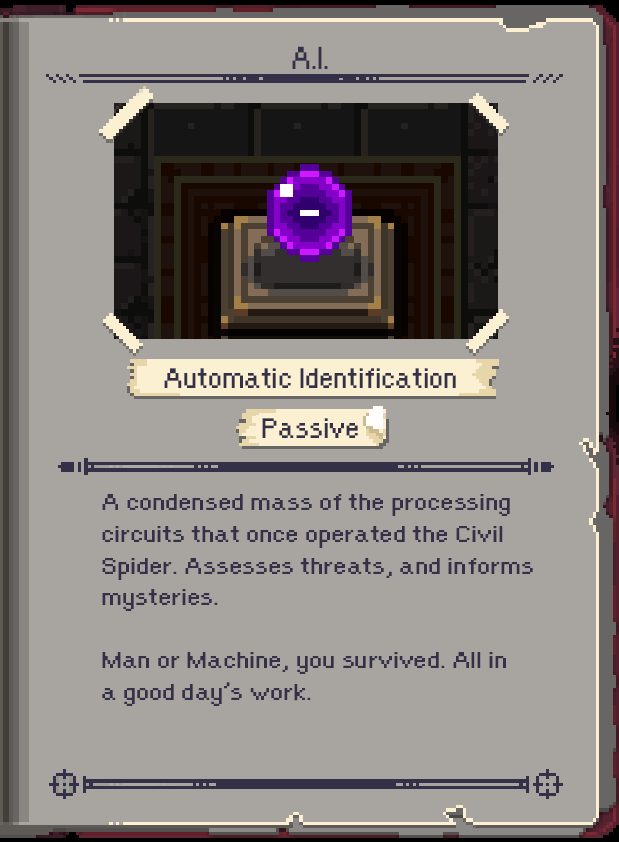 A.I.
Automatic Identification
Passive
A condensed mass of the processing
circuits that once operated the Civil
Spider. Assesses threats, and informs
mysteries.
Man or Machine, you survived. All in
a good day's work.